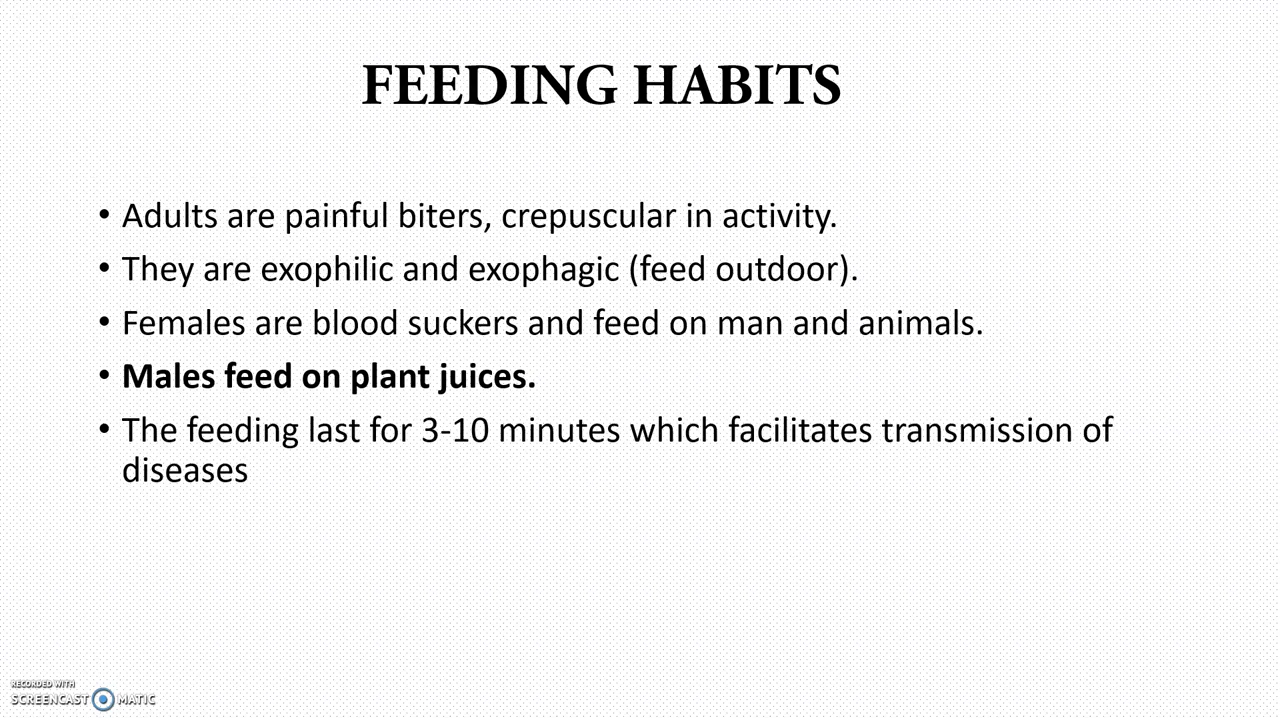 FEEDING HABITS
• Adults are painful biters, crepuscular in activity.
• They are exophilic and exophagic (feed outdoor).
• Females are blood suckers and feed on man and animals.
• Males feed on plant juices.
• The feeding last for 3-10 minutes which facilitates transmission of
diseases
RECORDED WITH
SCREENCAST MATIC